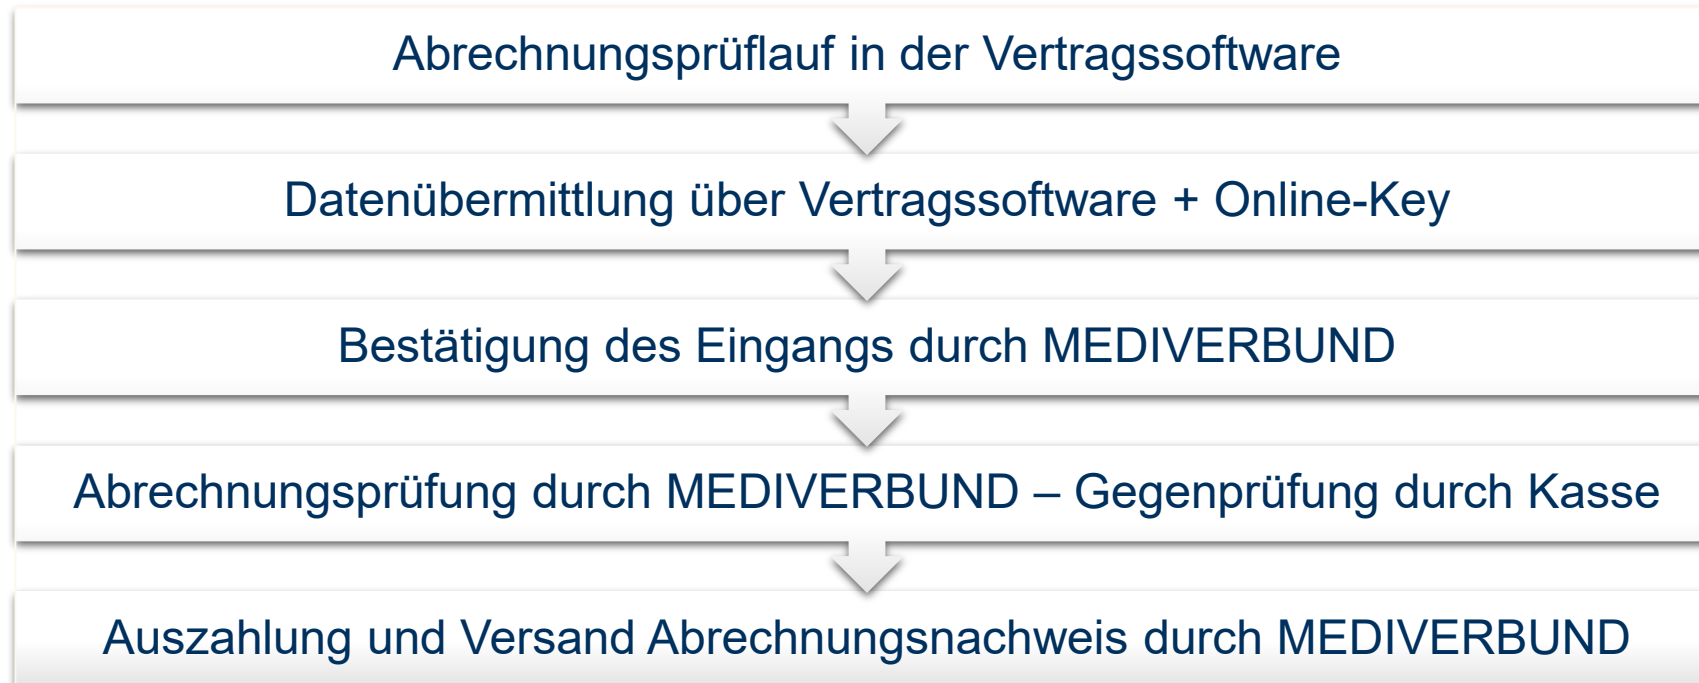 Abrechnungsprüflauf in der Vertragssoftware
Datenübermittlung über Vertragssoftware + Online-Key
Bestätigung des Eingangs durch MEDIVERBUND
Abrechnungsprüfung durch MEDIVERBUND – Gegenprüfung durch Kasse
Auszahlung und Versand Abrechnungsnachweis durch MEDIVERBUND